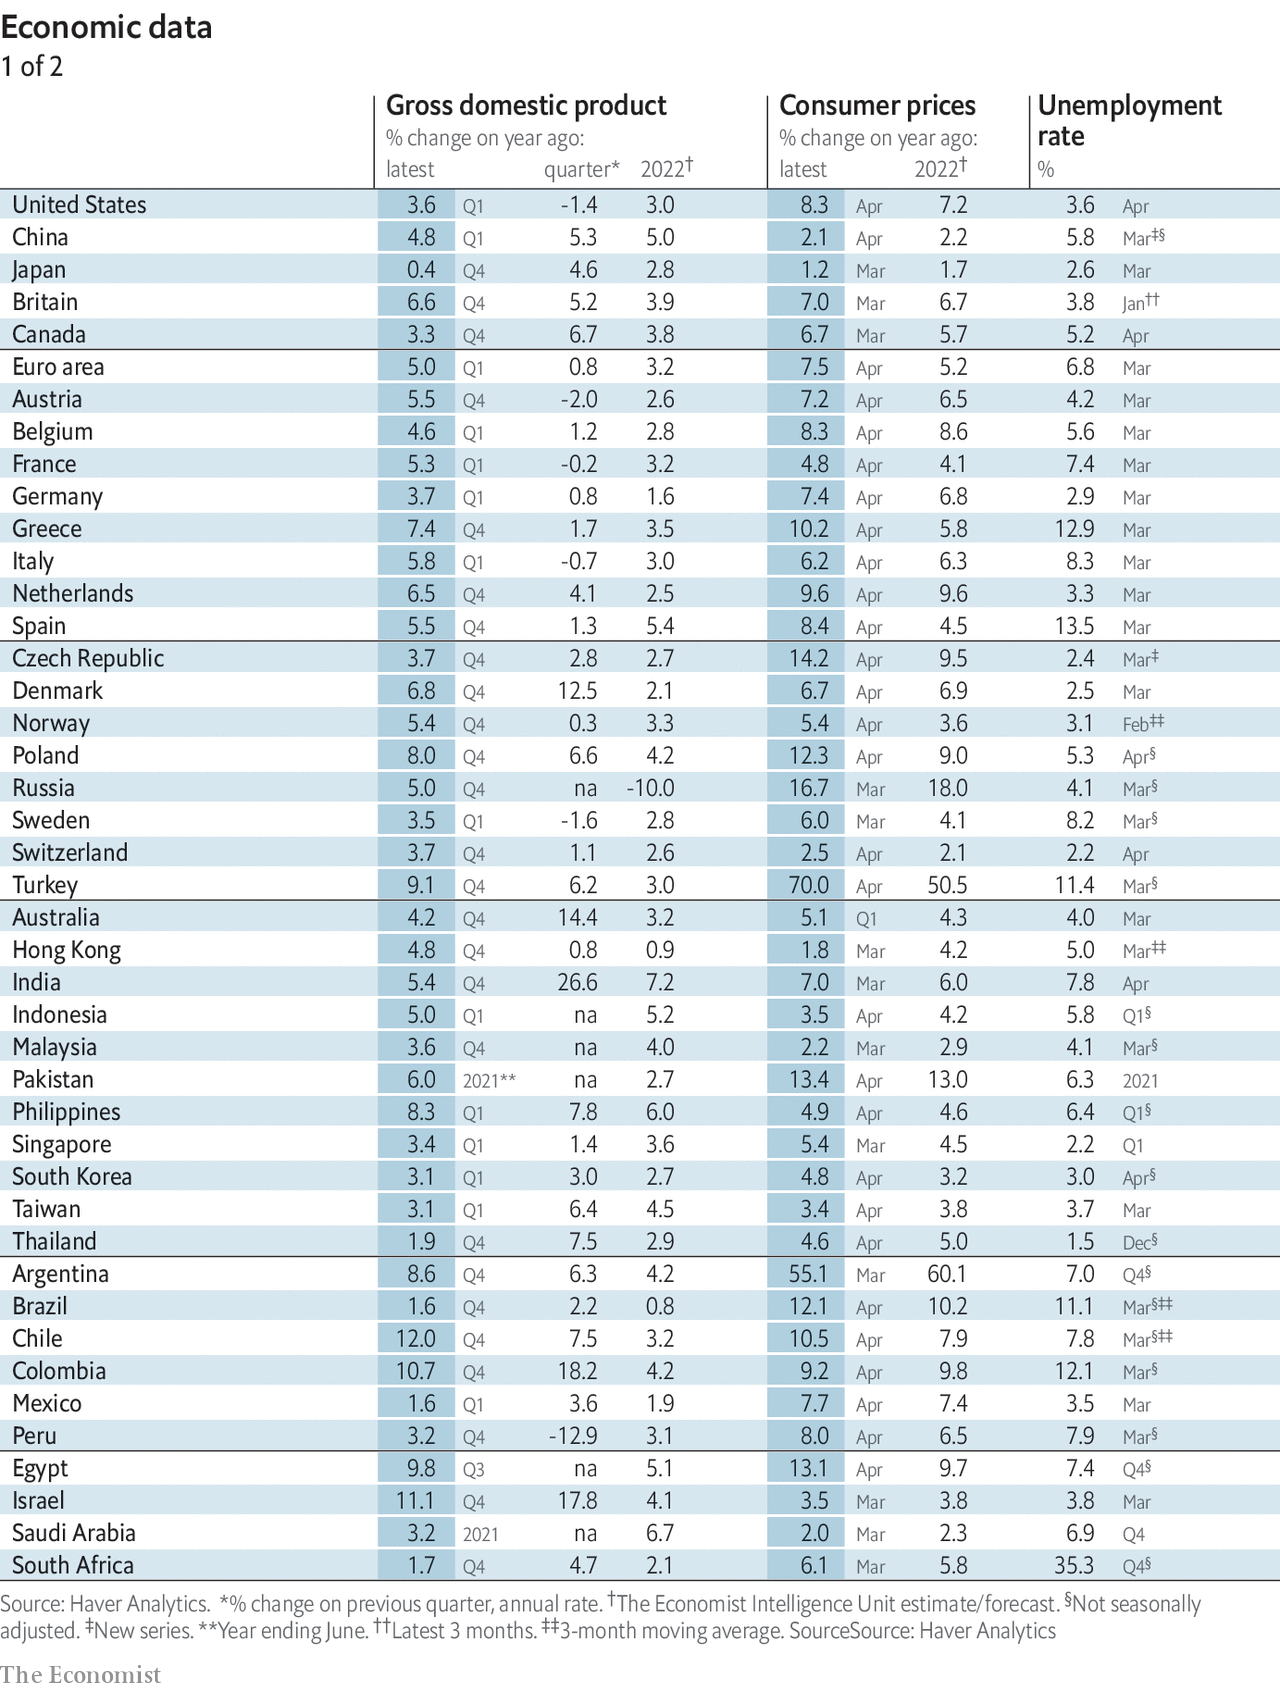 Economic data
1 of 2
Gross domestic product Consumer prices Unemployment
% change on year ago: % change on year ago: rate
latest quarter* 2022† latest 2022† %
United States 3.6 Q1 -1.4 3.0 8.3 Apr 7.2 3.6 Apr
China 4.8 Q1 5.3 5.0 2.1 Apr 2.2 5.8 Mar‡§
Japan 0.4 Q4 4.6 2.8 1.2 Mar 1.7 2.6 Mar
Britain 6.6 Q4 5.2 3.9 7.0 Mar 6.7 3.8 Jan††
Canada 3.3 Q4 6.7 3.8 6.7 Mar 5.7 5.2 Apr
Euro area 5.0 Q1 0.8 3.2 7.5 Apr 5.2 6.8 Mar
Austria 5.5 Q4 -2.0 2.6 7.2 Apr 6.5 4.2 Mar
Belgium 4.6 Q1 1.2 2.8 8.3 Apr 8.6 5.6 Mar
France 5.3 Q1 -0.2 3.2 4.8 Apr 4.1 7.4 Mar
Germany 3.7 Q1 0.8 1.6 7.4 Apr 6.8 2.9 Mar
Greece 7.4 Q4 1.7 3.5 10.2 Apr 5.8 12.9 Mar
Italy 5.8 Q1 -0.7 3.0 6.2 Apr 6.3 8.3 Mar
Netherlands 6.5 Q4 4.1 2.5 9.6 Apr 9.6 3.3 Mar
Spain 5.5 Q4 1.3 5.4 8.4 Apr 4.5 13.5 Mar
Czech Republic 3.7 Q4 2.8 2.7 14.2 Apr 9.5 2.4 Mar‡
Denmark 6.8 Q4 12.5 2.1 6.7 Apr 6.9 2.5 Mar
Norway 5.4 Q4 0.3 3.3 5.4 Apr 3.6 3.1 Feb‡‡
Poland 8.0 Q4 6.6 4.2 12.3 Apr 9.0 5.3 Apr§
Russia 5.0 Q4 na -10.0 16.7 Mar 18.0 4.1 Mar§
Sweden 3.5 Q1 -1.6 2.8 6.0 Mar 4.1 8.2 Mar§
Switzerland 3.7 Q4 1.1 2.6 2.5 Apr 2.1 2.2 Apr
Turkey 9.1 Q4 6.2 3.0 70.0 Apr 50.5 11.4 Mar§
Australia 4.2 Q4 14.4 3.2 5.1 Q1 4.3 4.0 Mar
Hong Kong 4.8 Q4 0.8 0.9 1.8 Mar 4.2 5.0 Mar‡‡
India 5.4 Q4 26.6 7.2 7.0 Mar 6.0 7.8 Apr
Indonesia 5.0 Q1 na 5.2 3.5 Apr 4.2 5.8 Q1§
Malaysia 3.6 Q4 na 4.0 2.2 Mar 2.9 4.1 Mar§
Pakistan 6.0 2021** na 2.7 13.4 Apr 13.0 6.3 2021
Philippines 8.3 Q1 7.8 6.0 4.9 Apr 4.6 6.4 Q1§
Singapore 3.4 Q1 1.4 3.6 5.4 Mar 4.5 2.2 Q1
South Korea 3.1 Q1 3.0 2.7 4.8 Apr 3.2 3.0 Apr§
Taiwan 3.1 Q1 6.4 4.5 3.4 Apr 3.8 3.7 Mar
Thailand 1.9 Q4 7.5 2.9 4.6 Apr 5.0 1.5 Dec§
Argentina 8.6 Q4 6.3 4.2 55.1 Mar 60.1 7.0 Q4§
Brazil 1.6 Q4 2.2 0.8 12.1 Apr 10.2 11.1 Mar§‡‡
Chile 12.0 Q4 7.5 3.2 10.5 Apr 7.9 7.8 Mar§‡‡
Colombia 10.7 Q4 18.2 4.2 9.2 Apr 9.8 12.1 Mar§
Mexico 1.6 Q1 3.6 1.9 7.7 Apr 7.4 3.5 Mar
Peru 3.2 Q4 -12.9 3.1 8.0 Apr 6.5 7.9 Mar§
Egypt 9.8 Q3 na 5.1 13.1 Apr 9.7 7.4 Q4§
Israel 11.1 Q4 17.8 4.1 3.5 Mar 3.8 3.8 Mar
Saudi Arabia 3.2 2021 na 6.7 2.0 Mar 2.3 6.9 Q4
South Africa 1.7 Q4 4.7 2.1 6.1 Mar 5.8 35.3 Q4§
Source: Haver Analytics. *% change on previous quarter, annual rate. †The Economist Intelligence Unit estimate/forecast. §Not seasonally
adjusted. ‡New series. **Year ending June. ††Latest 3 months. ‡‡3-month moving average. SourceSource: Haver Analytics
The Economist